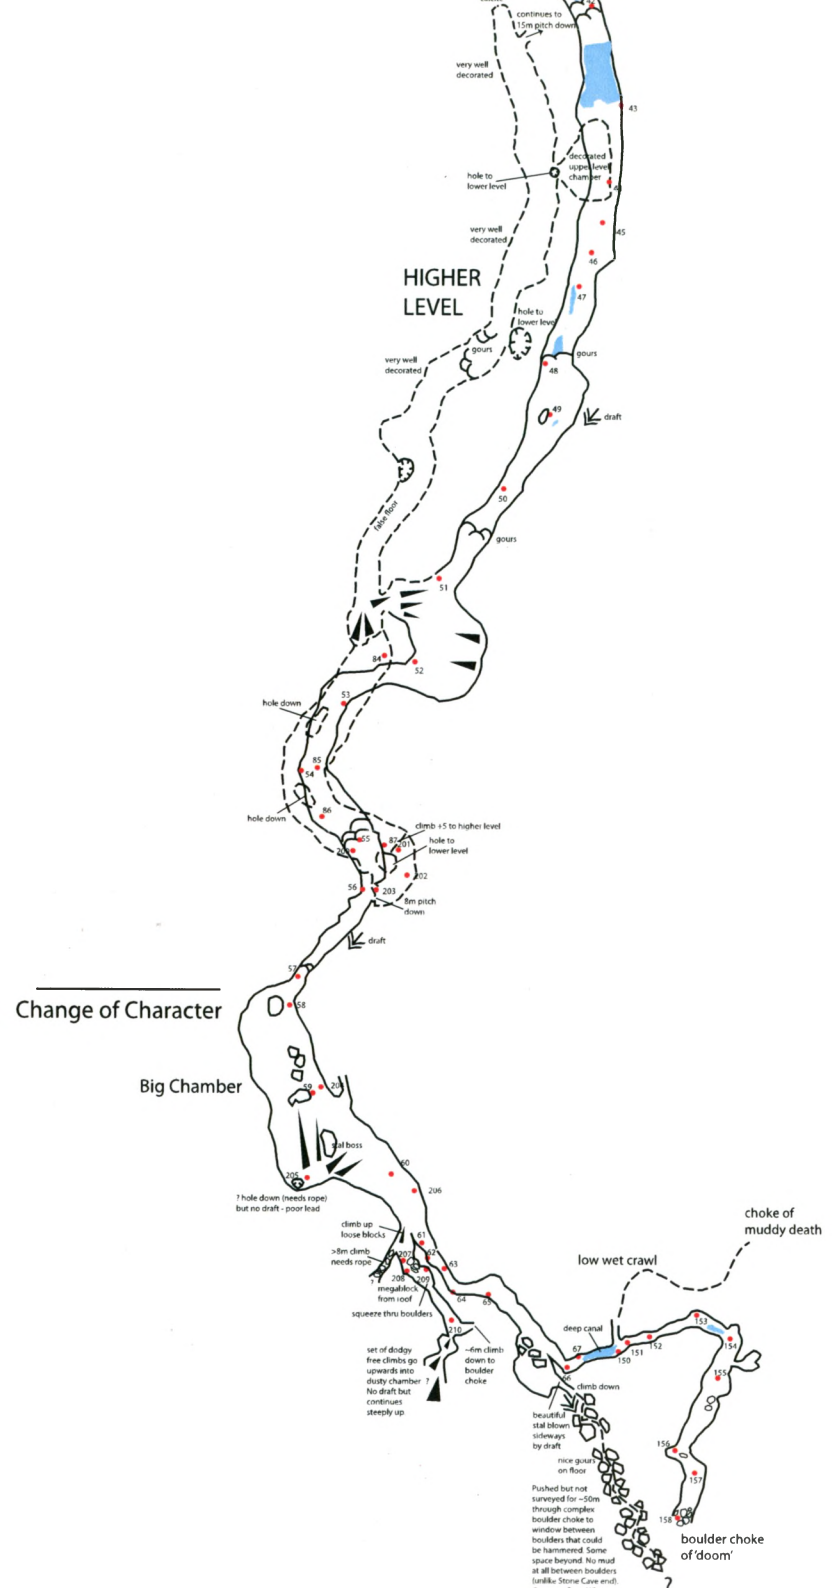 continues to
15m pitch down
very well
decorated
43
decorated
upper level
chamber
hole to
lower level
45
very well
decorated
46
HIGHER
LEVEL
47
hole to
lower level
gours
gours
very well
decorated
48
49
draft
50
false floor
gours
51
84
52
53
hole down
85
54
86
hole down
climb +5 to higher level
55
87
201
hole to
lower level
202
56
203
8m pitch
down
draft
57
Change of Character
58
Big Chamber
59
204
stal boss
60
205
206
? hole down (needs rope)
but no draft - poor lead
climb up
loose blocks
61
choke of
muddy death
>8m climb
needs rope
207
62
63
low wet crawl
?
208
209
megablock
from roof
64
65
squeeze thru boulders
210
deep canal
153
67
151
152
154
150
set of dodgy
free climbs go
upwards into
dusty chamber ?
No draft but
continues
steeply up
~6m climb
down to
boulder
choke
66
climb down
155
beautiful
stal blown
sideways
by draft
156
nice gours
on floor
157
Pushed but not
surveyed for ~50m
through complex
boulder choke to
window between
boulders that could
be hammered. Some
space beyond. No mud
at all between boulders
(unlike Stone Cave end).
158
boulder choke
of 'doom'
?